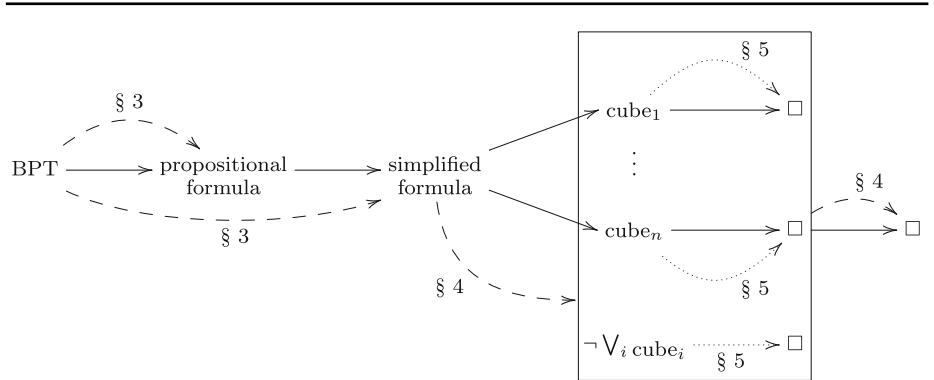 § 5
§ 3
cube₁
□
BPT
propositional
formula
simplified
formula
⋮
§ 4
cubeₙ
□
□
§ 3
§ 4
§ 5
¬ ⋁ᵢ cubeᵢ
□
§ 5